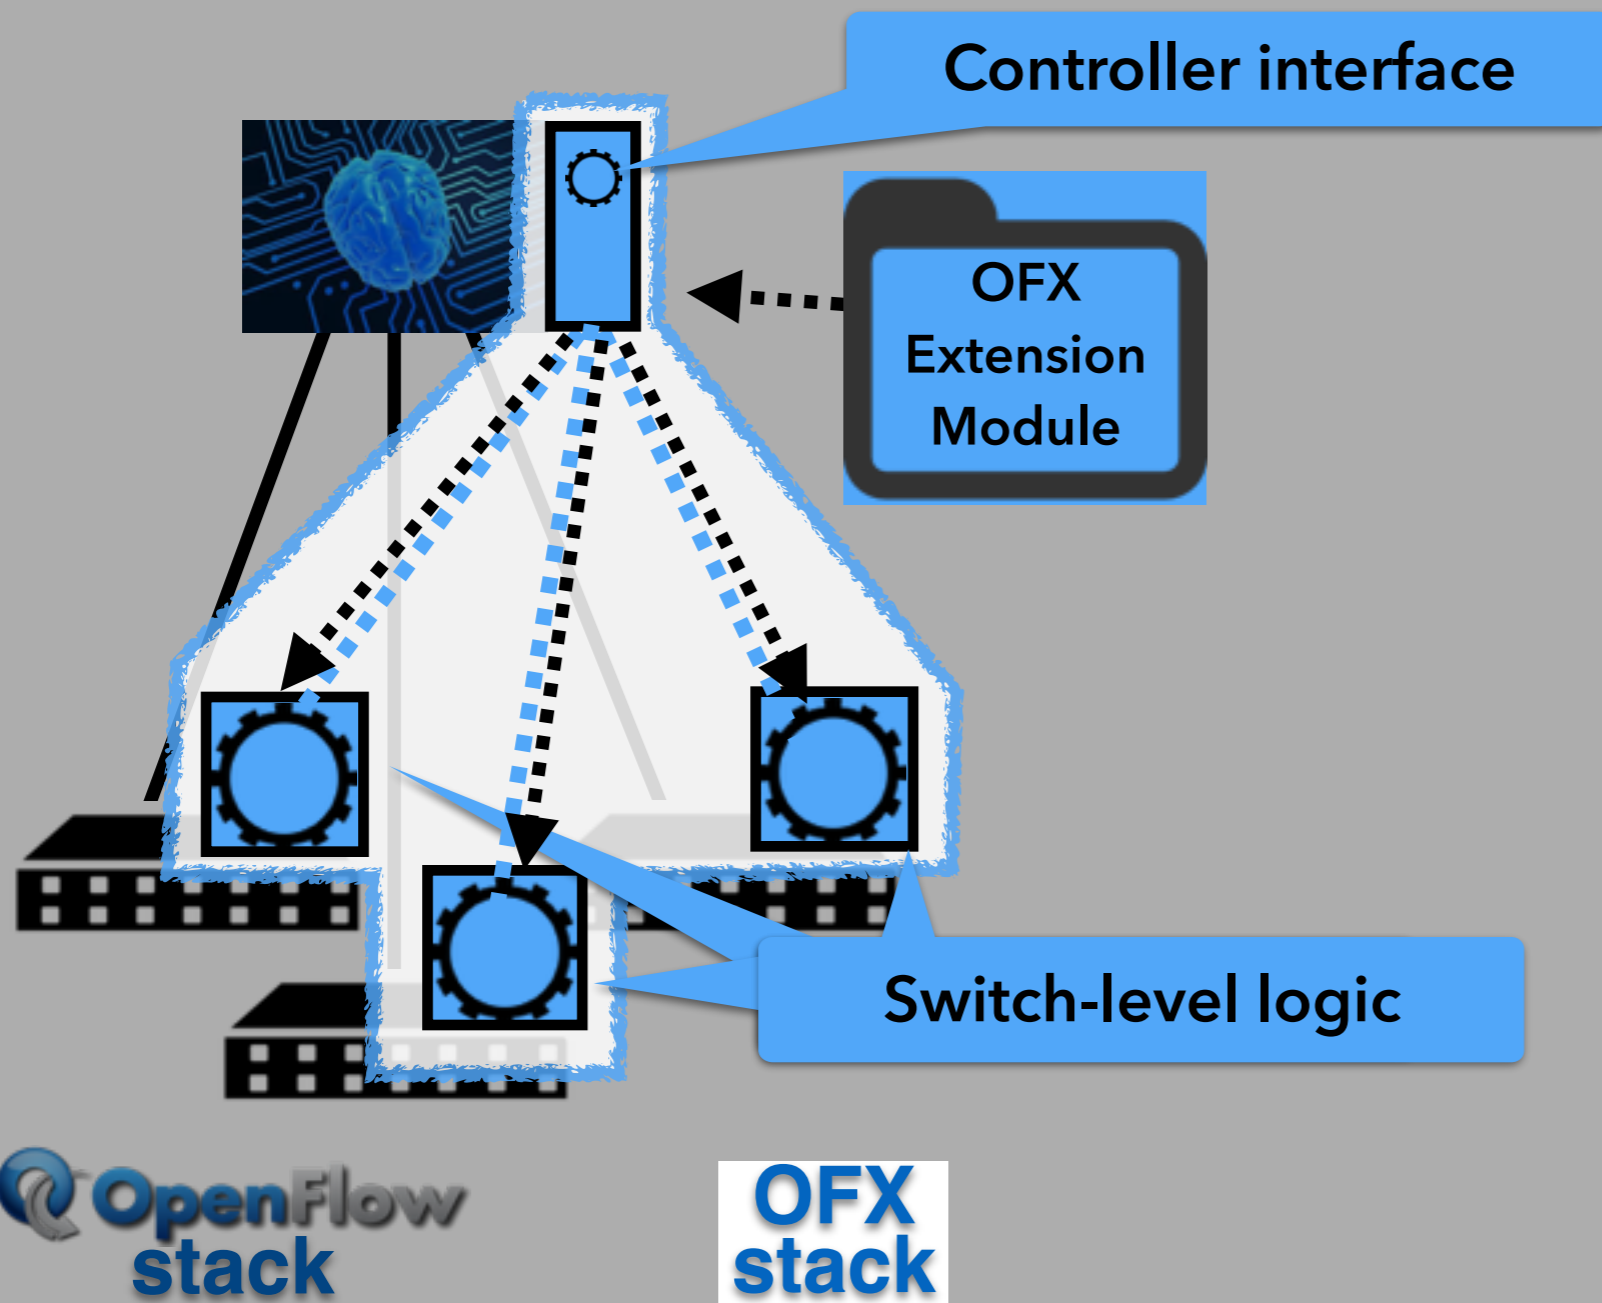 Controller interface
OFX
Extension
Module
Switch-level logic
OpenFlow
stack
OFX
stack